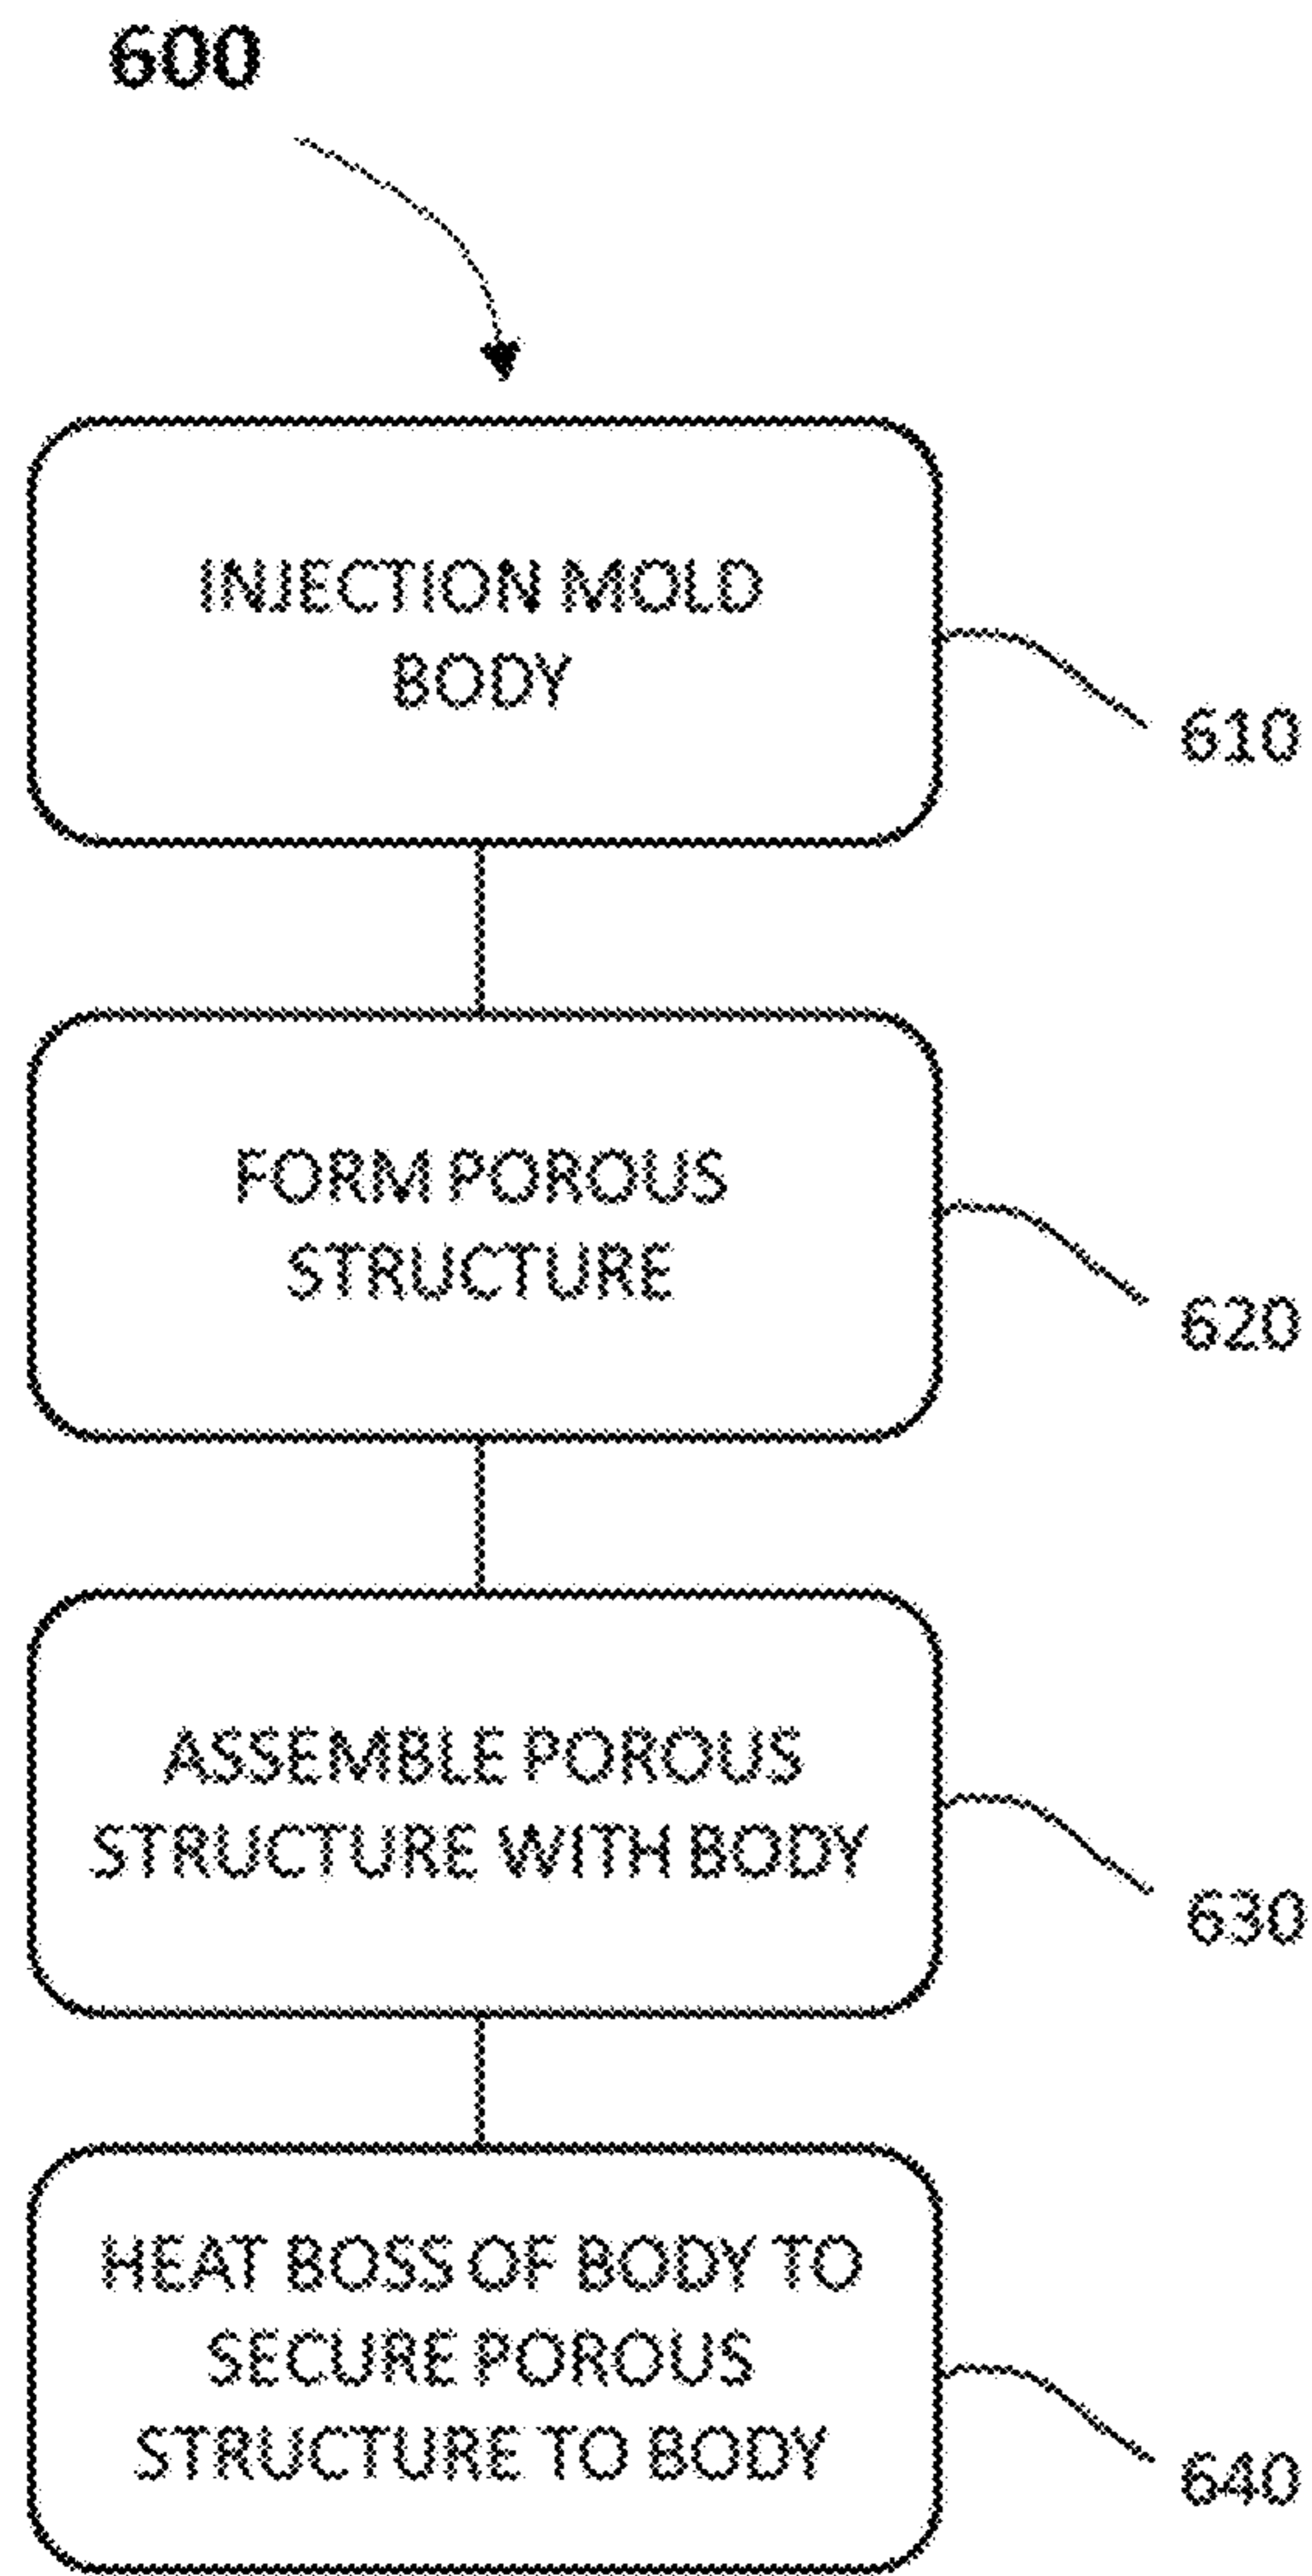 600
INJECTION MOLD
BODY
610
FORM POROUS
STRUCTURE
620
ASSEMBLE POROUS
STRUCTURE WITH BODY
630
HEAT BOSS OF BODY TO
SECURE POROUS
STRUCTURE TO BODY
640